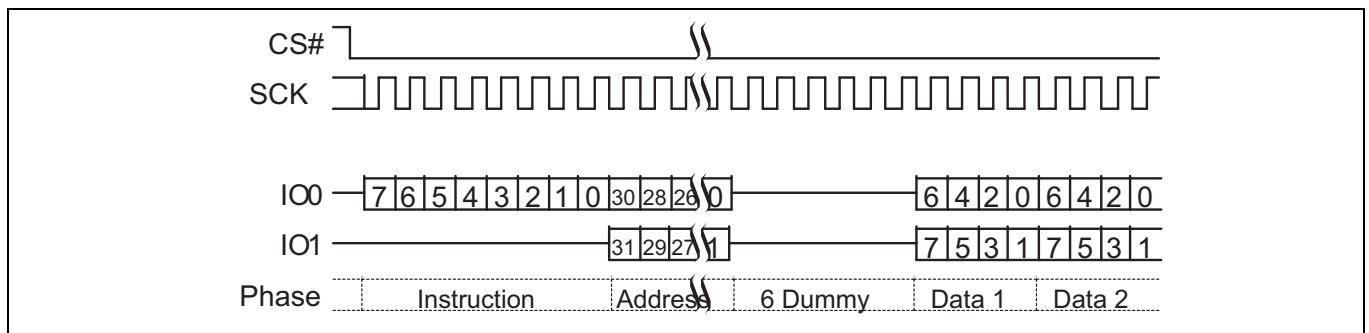 CS#
SCK
IO0 7 6 5 4 3 2 1 0 30 28 26 0 6 4 2 0 6 4 2 0
IO1 31 29 27 1 7 5 3 1 7 5 3 1
Phase Instruction Address 6 Dummy Data 1 Data 2